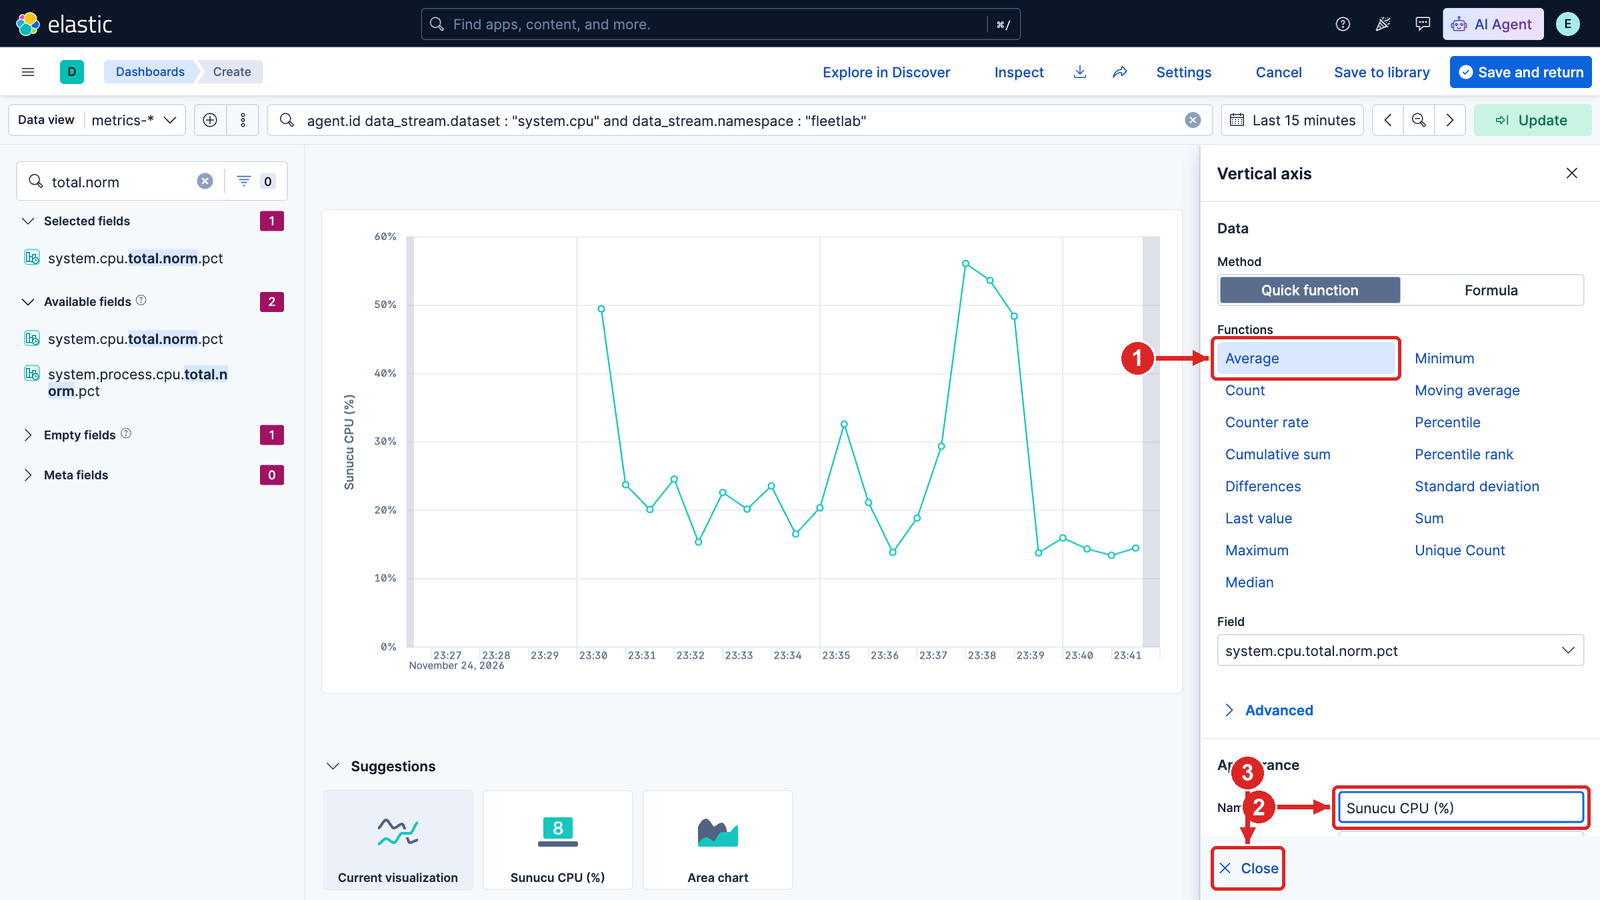 elastic
Find apps, content, and more.
⌘/
AI Agent
E
D
Dashboards
Create
Explore in Discover
Inspect
Settings
Cancel
Save to library
Save and return
Data view
metrics-*
agent.id data_stream.dataset : "system.cpu" and data_stream.namespace : "fleetlab"
Last 15 minutes
Update
total.norm
0
Selected fields
1
system.cpu.total.norm.pct
Available fields
2
system.cpu.total.norm.pct
system.process.cpu.total.n
orm.pct
Empty fields
1
Meta fields
0
Sunucu CPU (%)
60%
50%
40%
30%
20%
10%
0%
23:27
23:28
23:29
23:30
23:31
23:32
23:33
23:34
23:35
23:36
23:37
23:38
23:39
23:40
23:41
November 24, 2026
Suggestions
Current visualization
8
Sunucu CPU (%)
Area chart
Vertical axis
Data
Method
Quick function
Formula
Functions
1
Average
Minimum
Count
Moving average
Counter rate
Percentile
Cumulative sum
Percentile rank
Differences
Standard deviation
Last value
Sum
Maximum
Unique Count
Median
Field
system.cpu.total.norm.pct
Advanced
3
2
Sunucu CPU (%)
Close